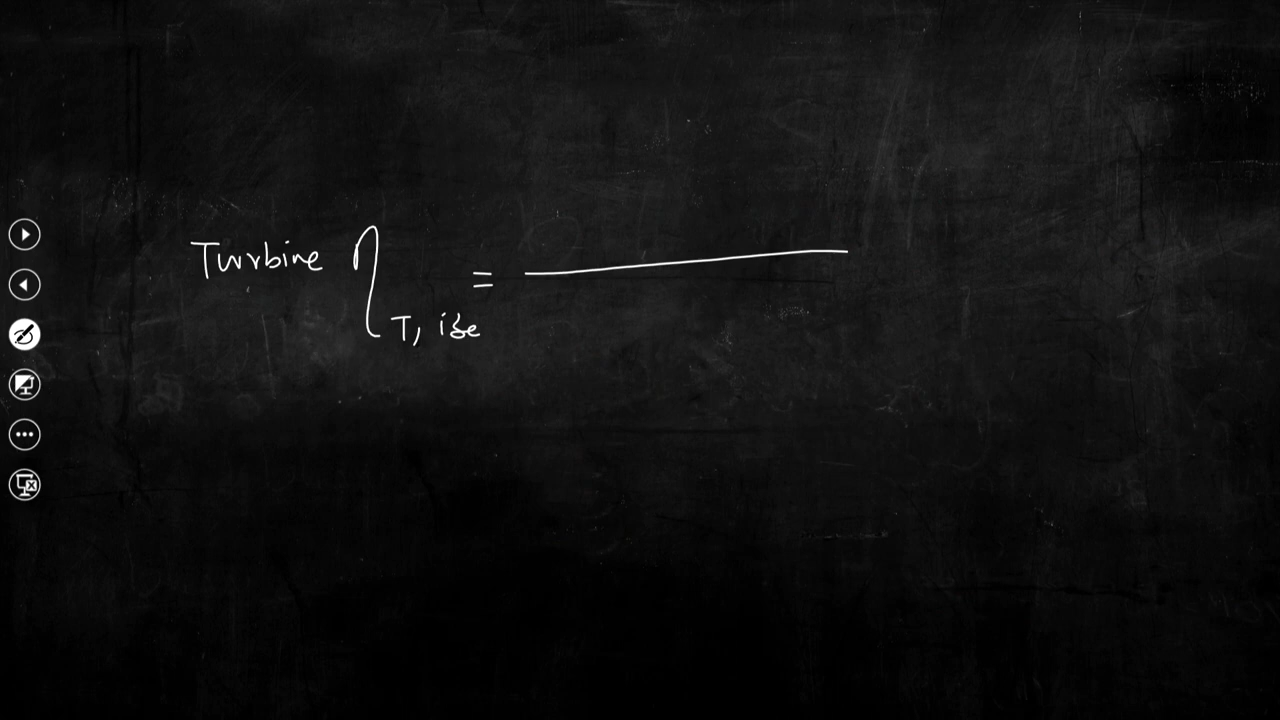 Turbine η T, ise =